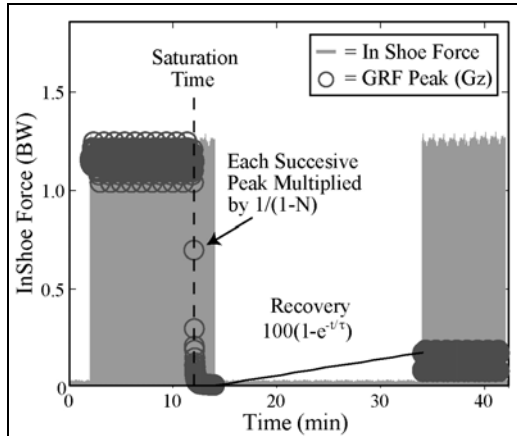 Saturation
Time
= In Shoe Force
= GRF Peak (Gz)
Each Succesive
Peak Multiplied
by 1/(1-N)
Recovery
100(1-e^-t/τ)
InShoe Force (BW)
1.5
1.0
0.5
0
0
10
20
30
40
Time (min)